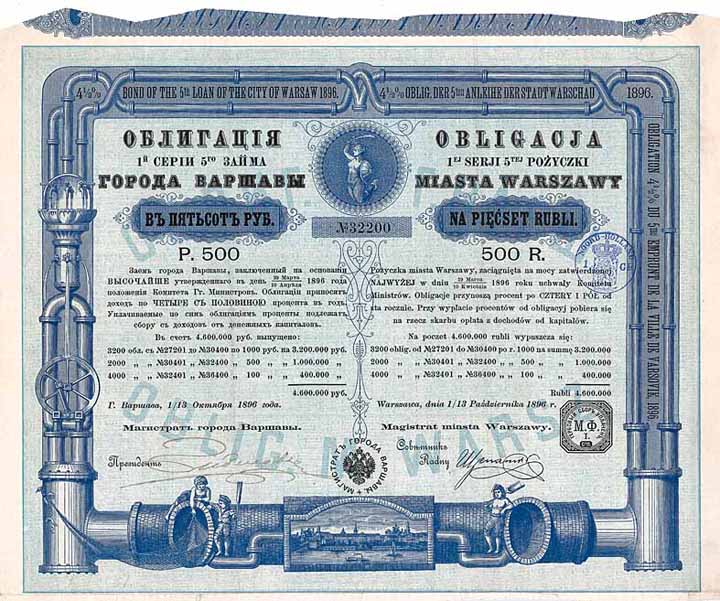 4½% BOND OF THE 5th LOAN OF THE CITY OF WARSAW 1896.
4½% OBLIG. DER 5ten ANLEIHE DER STADT WARSCHAU 1896.
OBLIGATION 4½% DU 5me EMPRUNT DE LA VILLE DE VARSOVIE 1896
ОБЛИГАЦІЯ
1й СЕРІИ 5го ЗАЙМА
ГОРОДА ВАРШАВЫ
ВЪ ПЯТЬСОТЪ РУБ.
Р. 500
Заем города Варшавы, заключенный на основаніи
ВЫСОЧАЙШЕ утвержденнаго въ день 29 Марта / 10 Апрѣля 1896 года
положенія Комитета Гг. Министровъ. Облигаціи приносятъ
доходъ по ЧЕТЫРЕ СЪ ПОЛОВИНОЮ процента въ годъ.
Уплачиваемые по симъ облигаціямъ проценты подлежатъ
сбору съ доходовъ отъ денежныхъ капиталовъ.
Въ счетъ 4.600.000 руб. выпущено:
3200 обл. съ №27201 до №30400 по 1000 руб. на 3.200.000 руб.
2000 „ „ №30401 „ №32400 „ 500 „ „ 1.000.000 „
4000 „ „ №32401 „ №36400 „ 100 „ „ 400.000 „
4.600.000 руб.
Г. Варшава, 1/13 Октября 1896 года.
Магистратъ города Варшавы.
Президентъ
№32200
OBLIGACJA
1ej SERJI 5tej POŻYCZKI
MIASTA WARSZAWY
NA PIĘĆSET RUBLI.
500 R.
Pożyczka miasta Warszawy, zaciągnięta na mocy zatwierdzonej
NAJWYŻEJ w dniu 29 Marca / 10 Kwietnia 1896 roku uchwały Komitetu
Ministrów. Obligacje przynoszą procent po CZTERY I PÓŁ od
sta rocznie. Przy wypłacie procentów od obligacyj pobiera się
na rzecz skarbu opłata z dochodów od kapitałów.
Na poczet 4.600.000 rubli wypuszcza się:
3200 oblig. od №27201 do №30400 po r. 1000 na summę 3.200.000
2000 „ „ №30401 „ №32400 „ 500 „ „ 1.000.000
4000 „ „ №32401 „ №36400 „ 100 „ „ 400.000
Rubli 4.600.000
Warszawa, dnia 1/13 Października 1896 r.
Magistrat miasta Warszawy.
Совѣтникъ
Radny
МАГИСТРАТЪ ГОРОДА ВАРШАВЫ
М.Ф.
I.
NOORD-HOLLAND
OBLIG. M. WARSZ.